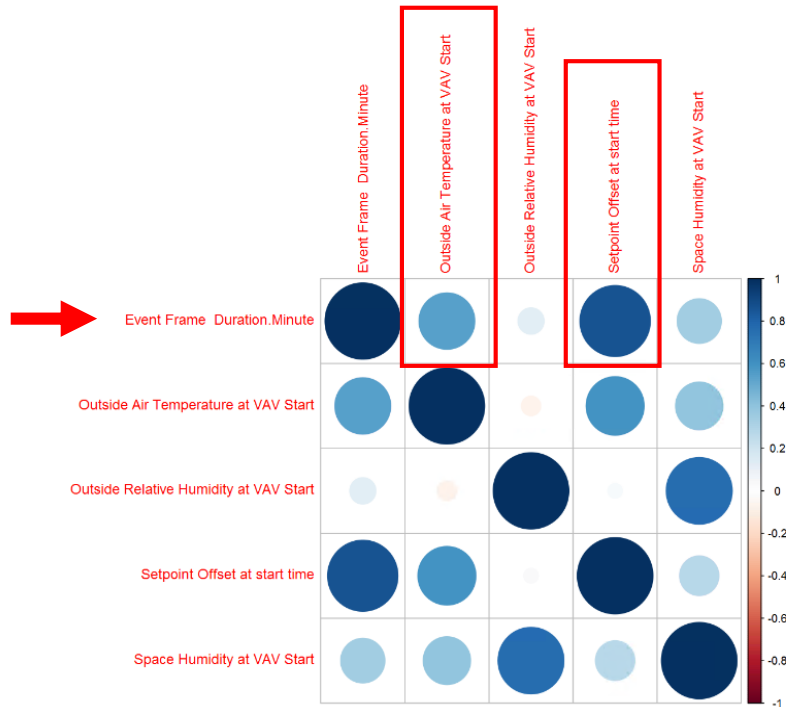 Event Frame  Duration.Minute
Outside Air Temperature at VAV Start
Outside Relative Humidity at VAV Start
Setpoint Offset at start time
Space Humidity at VAV Start
Event Frame  Duration.Minute
Outside Air Temperature at VAV Start
Outside Relative Humidity at VAV Start
Setpoint Offset at start time
Space Humidity at VAV Start
1
0.8
0.6
0.4
0.2
0
-0.2
-0.4
-0.6
-0.8
-1